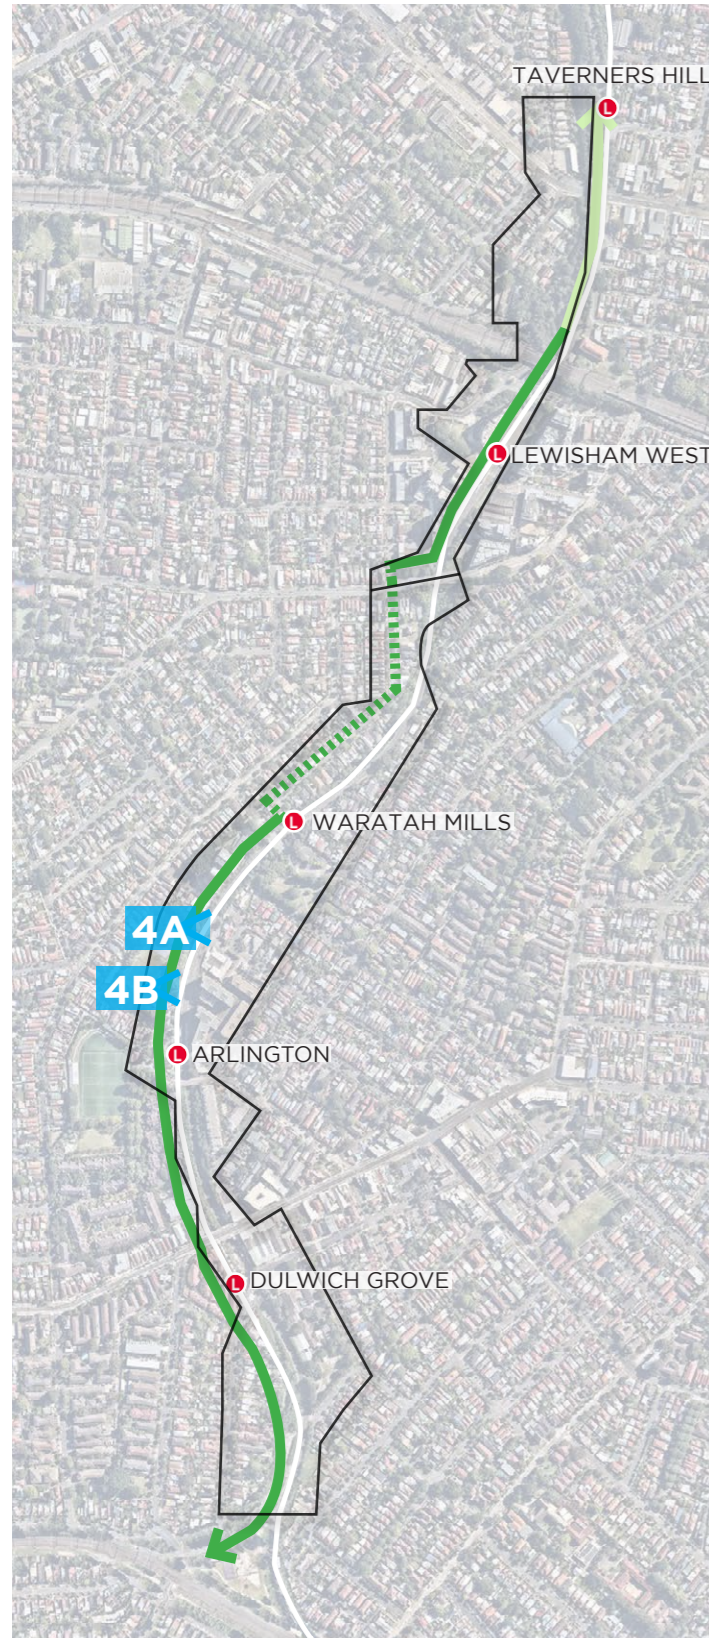 TAVERNERS HILL
L
L LEWISHAM WEST
L WARATAH MILLS
4A
4B
L ARLINGTON
L DULWICH GROVE